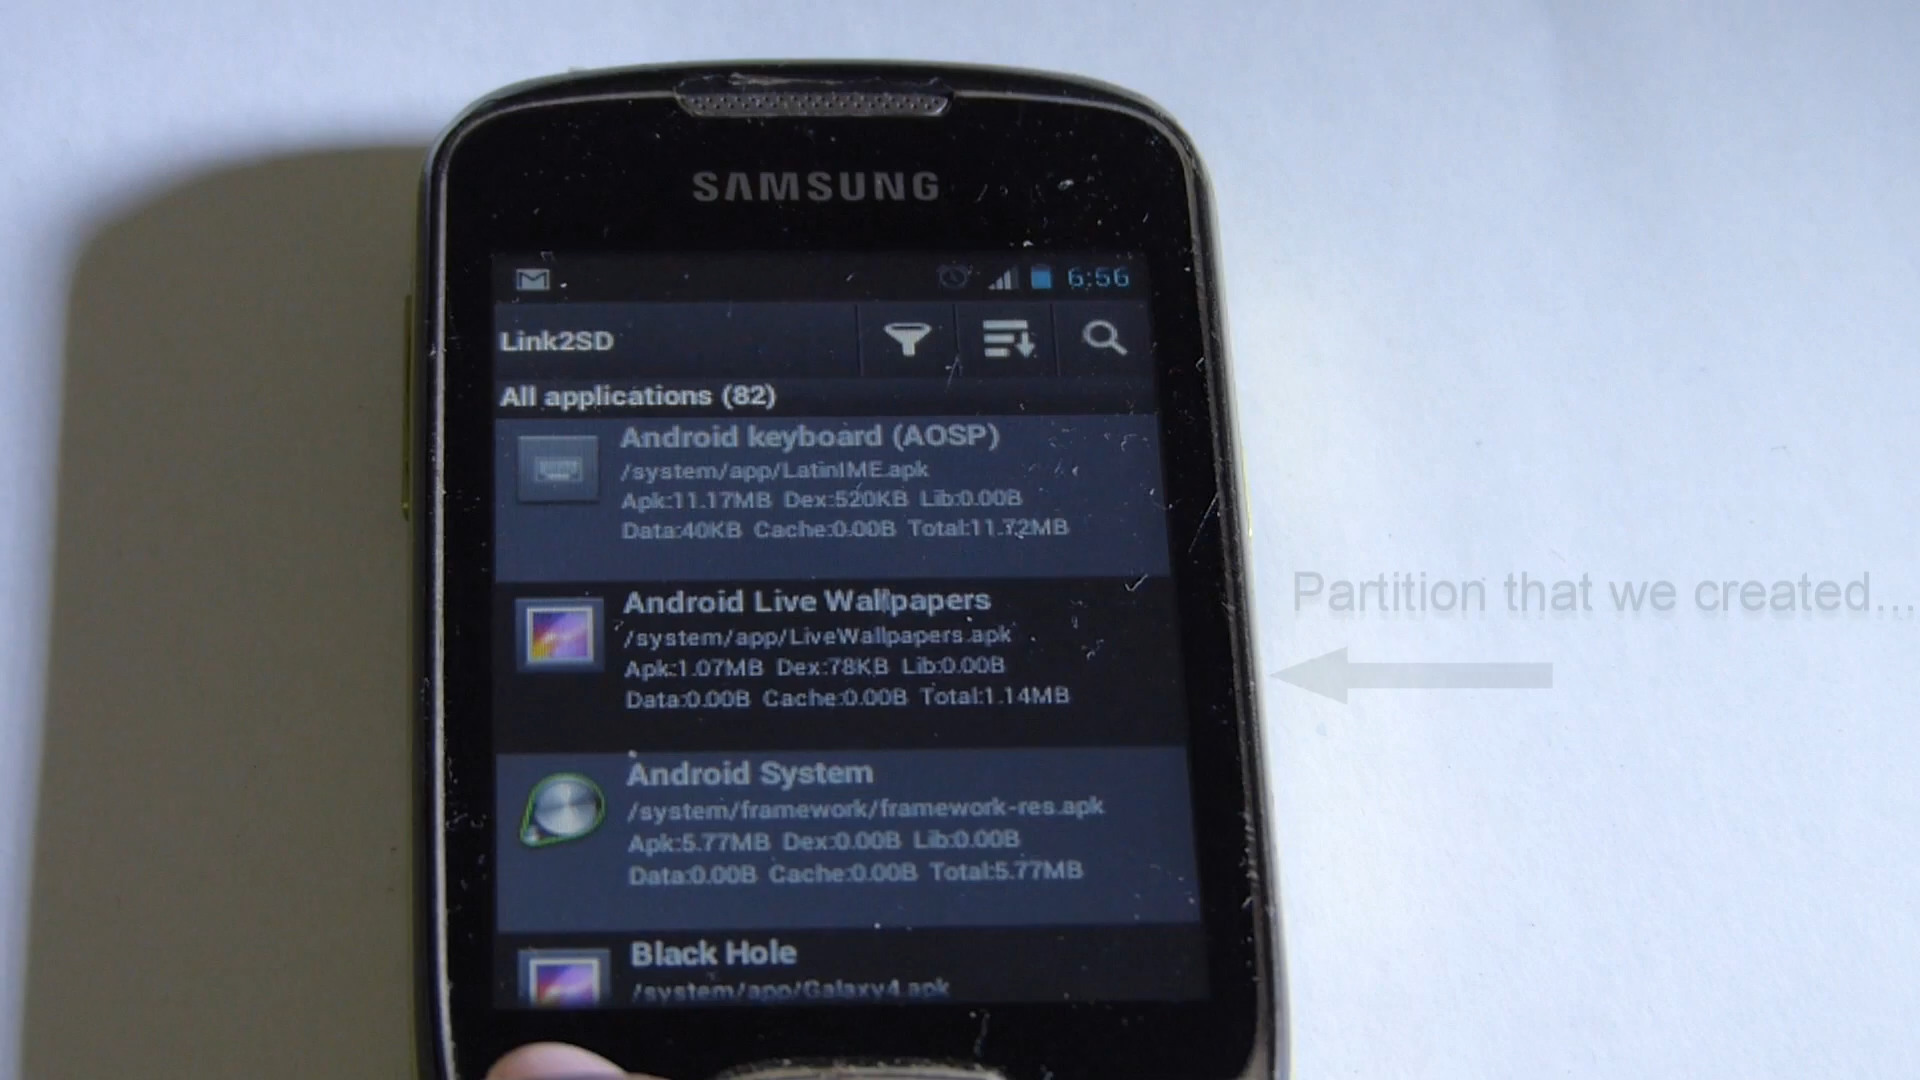 SAMSUNG
6:56
Link2SD
All applications (82)
Android keyboard (AOSP)
/system/app/LatinIME.apk
Apk:11.17MB Dex:520KB Lib:0.00B
Data:40KB Cache:0.00B Total:11.72MB
Android Live Wallpapers
/system/app/LiveWallpapers.apk
Apk:1.07MB Dex:78KB Lib:0.00B
Data:0.00B Cache:0.00B Total:1.14MB
Android System
/system/framework/framework-res.apk
Apk:5.77MB Dex:0.00B Lib:0.00B
Data:0.00B Cache:0.00B Total:5.77MB
Black Hole
/system/app/Galaxy4.apk
Partition that we created...